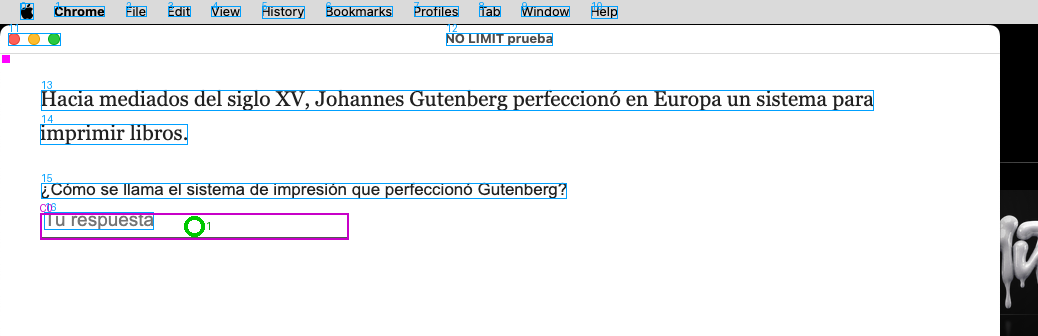 Chrome File Edit View History Bookmarks Profiles Tab Window Help
NO LIMIT prueba
Hacia mediados del siglo XV, Johannes Gutenberg perfeccionó en Europa un sistema para
imprimir libros.
¿Cómo se llama el sistema de impresión que perfeccionó Gutenberg?
Tu respuesta